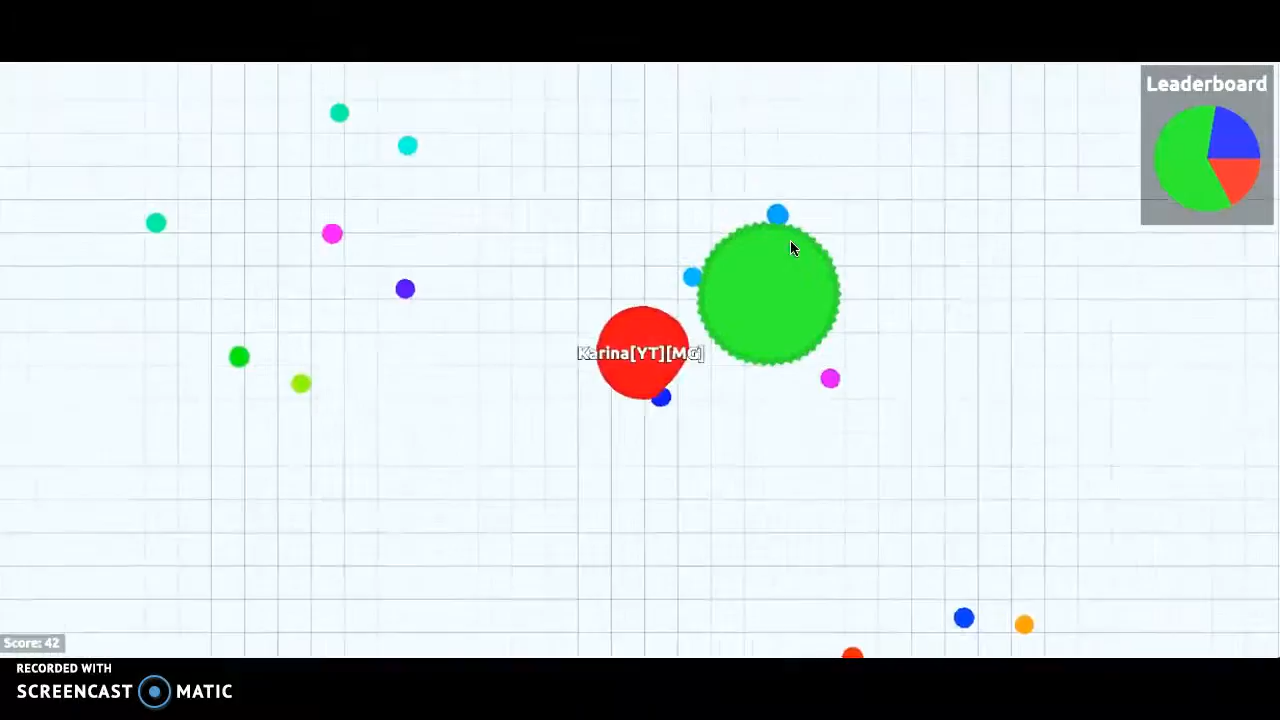 Leaderboard
Karina[YT][MG]
Score: 42
RECORDED WITH
SCREENCAST MATIC